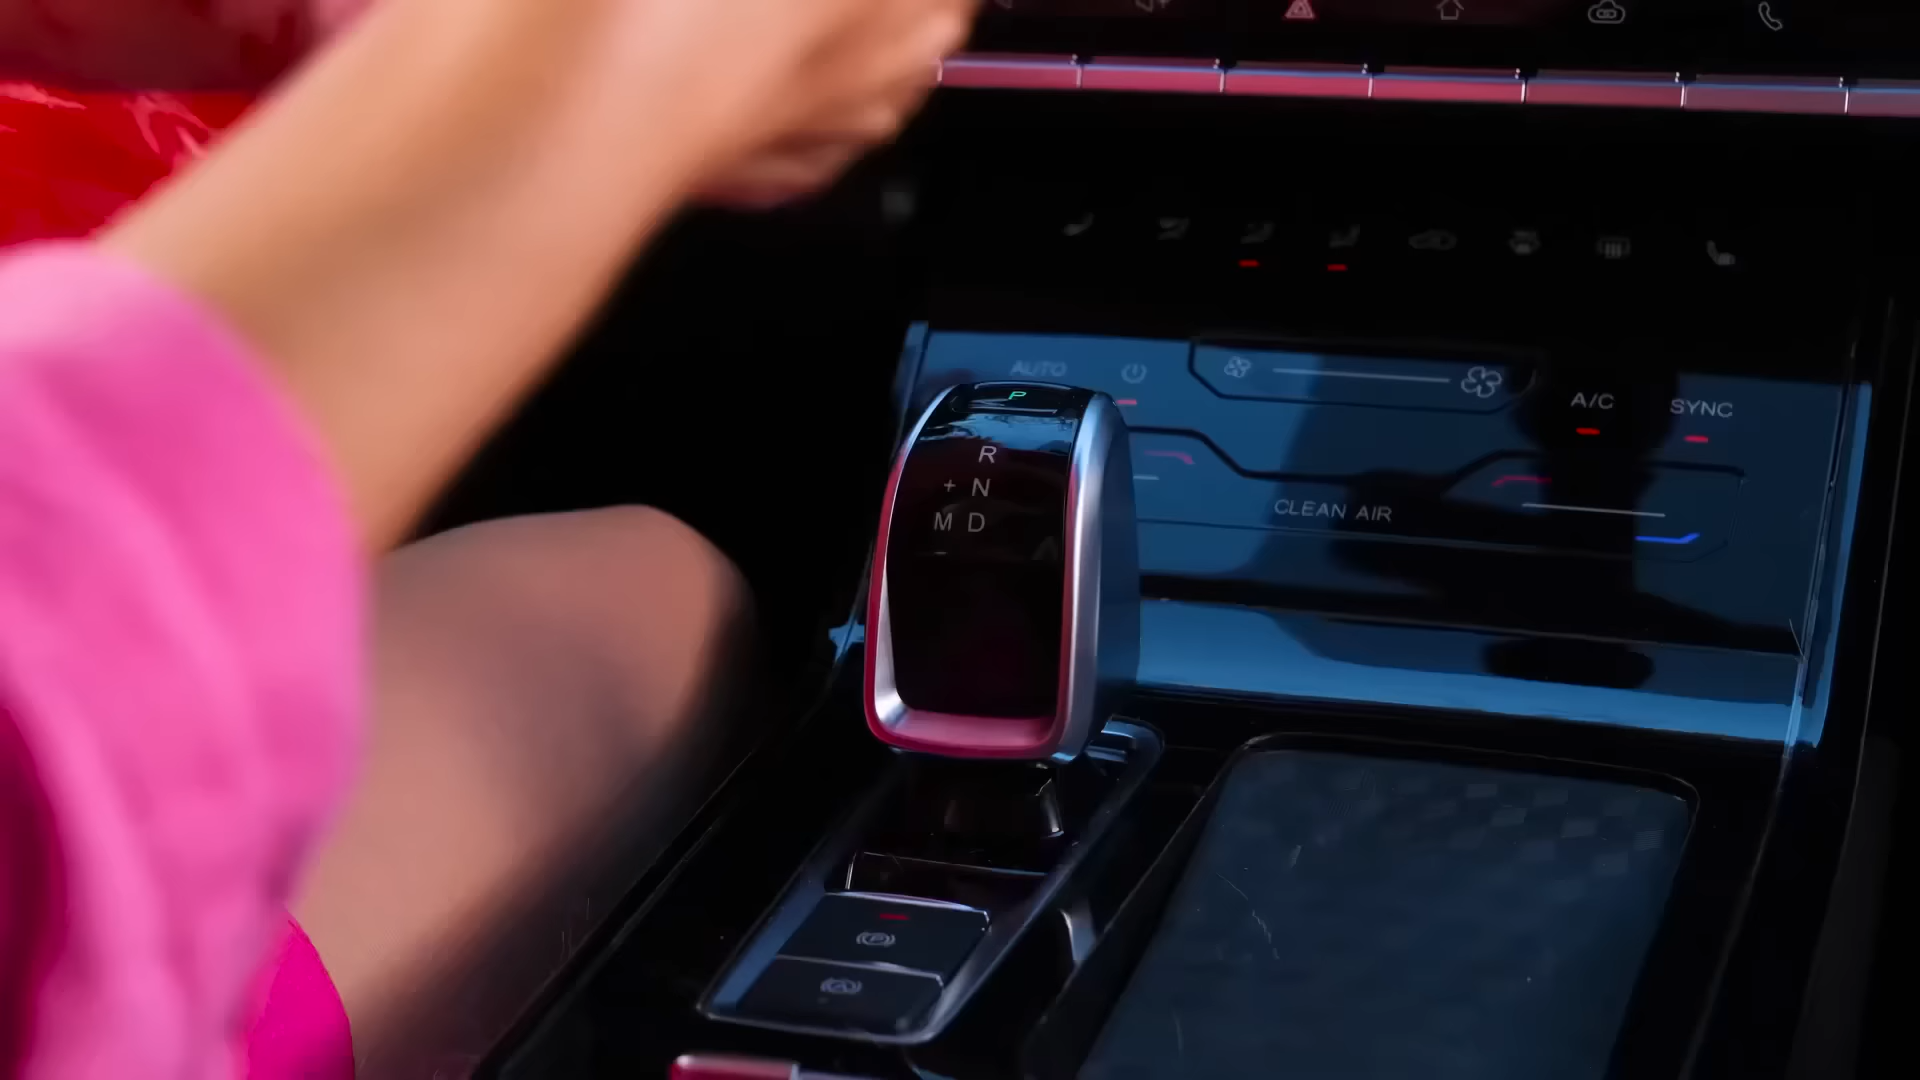 AUTO
A/C SYNC
P
R
+ N
M D
CLEAN AIR
P
A